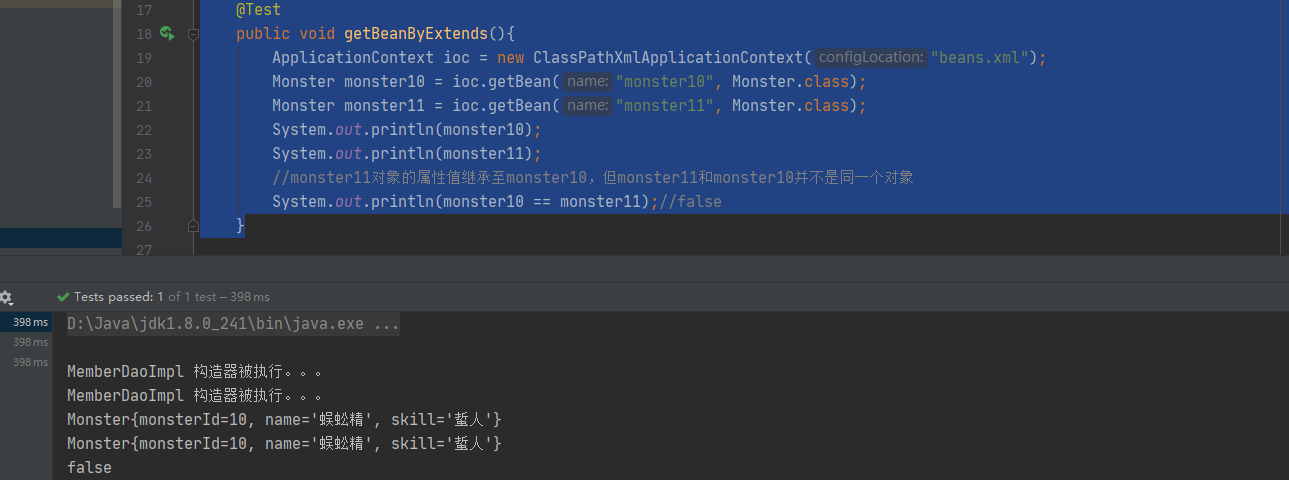 17 @Test
18 public void getBeanByExtends(){
19 ApplicationContext ioc = new ClassPathXmlApplicationContext( configLocation: "beans.xml");
20 Monster monster10 = ioc.getBean( name: "monster10", Monster.class);
21 Monster monster11 = ioc.getBean( name: "monster11", Monster.class);
22 System.out.println(monster10);
23 System.out.println(monster11);
24 //monster11对象的属性值继承至monster10，但monster11和monster10并不是同一个对象
25 System.out.println(monster10 == monster11);//false
26 }
27
Tests passed: 1 of 1 test – 398 ms
398 ms D:\Java\jdk1.8.0_241\bin\java.exe ...
398 ms
398 ms
MemberDaoImpl 构造器被执行。。。
MemberDaoImpl 构造器被执行。。。
Monster{monsterId=10, name='蜈蚣精', skill='蜇人'}
Monster{monsterId=10, name='蜈蚣精', skill='蜇人'}
false